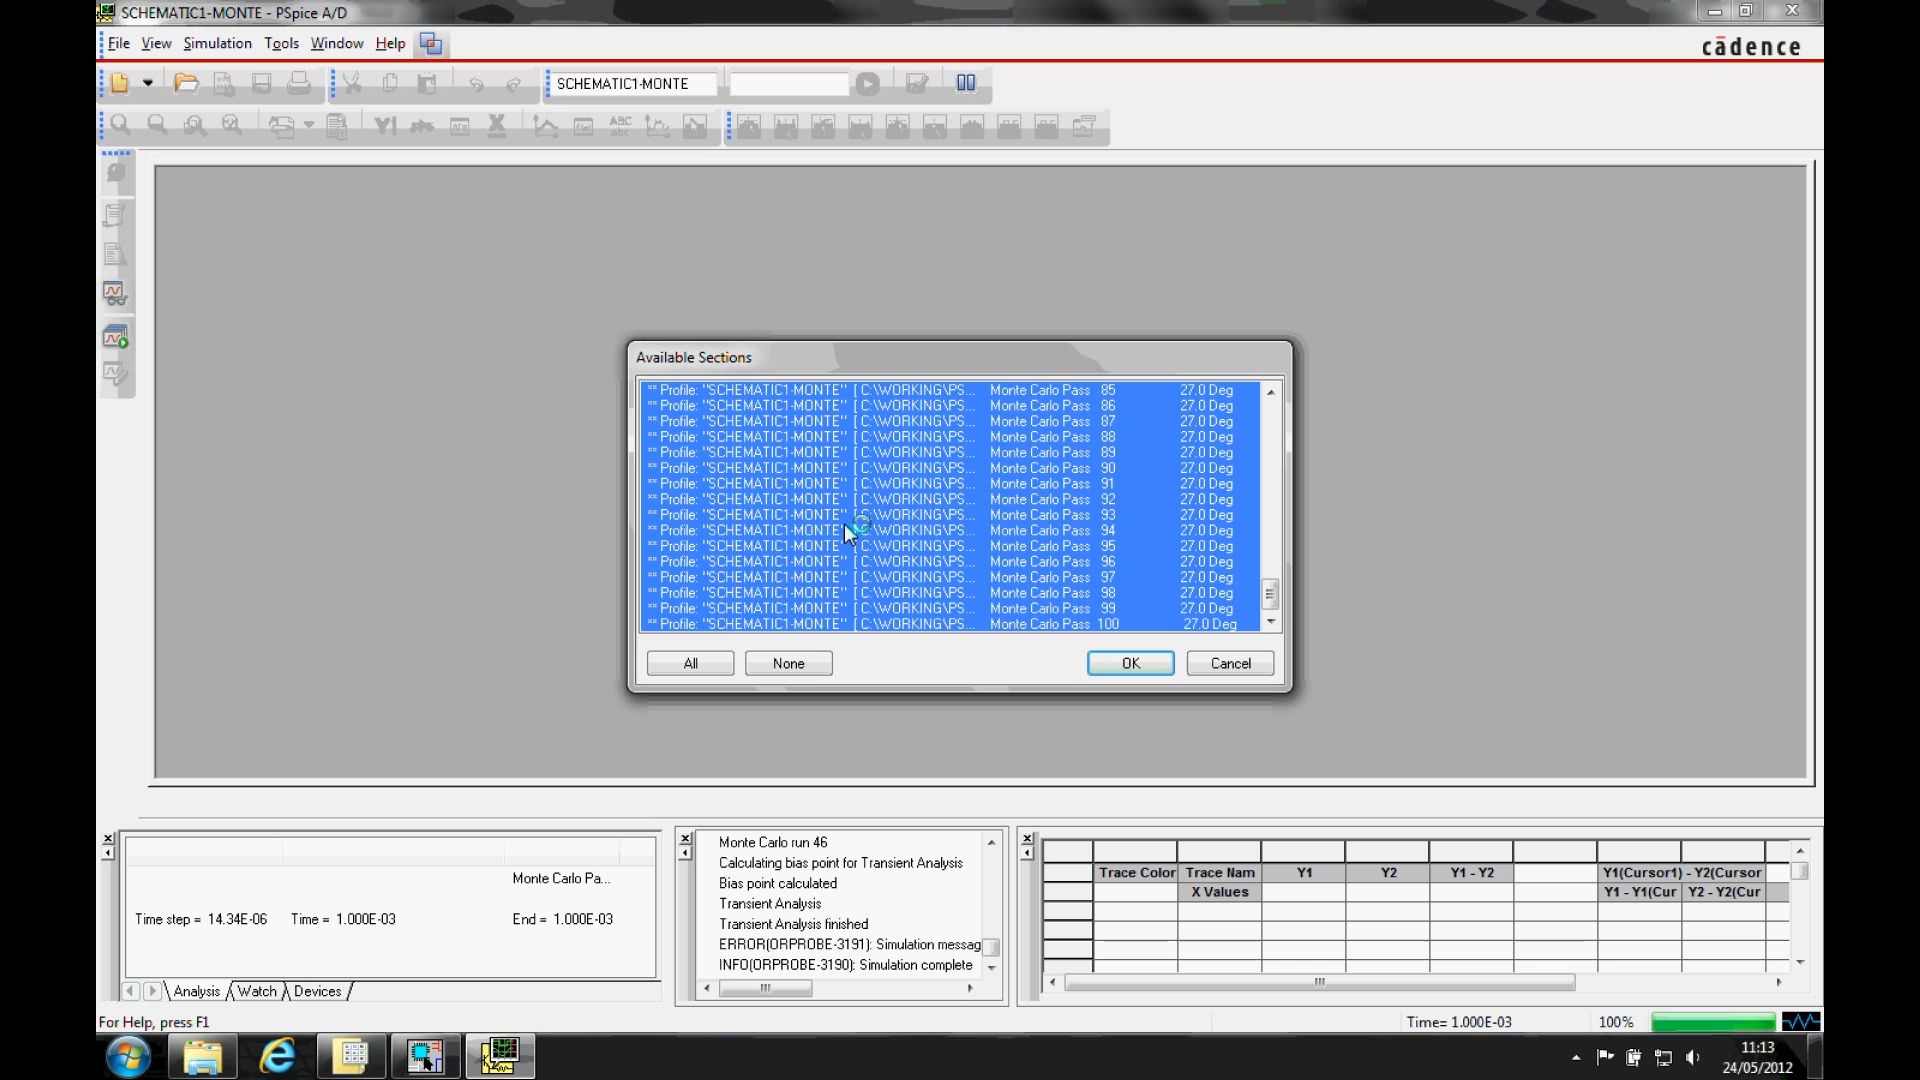 SCHEMATIC1-MONTE - PSpice A/D
File View Simulation Tools Window Help
cādence
SCHEMATIC1-MONTE
ABC
abc
Available Sections
** Profile: "SCHEMATIC1-MONTE" [ C:\WORKING\PS... Monte Carlo Pass 85 27.0 Deg
** Profile: "SCHEMATIC1-MONTE" [ C:\WORKING\PS... Monte Carlo Pass 86 27.0 Deg
** Profile: "SCHEMATIC1-MONTE" [ C:\WORKING\PS... Monte Carlo Pass 87 27.0 Deg
** Profile: "SCHEMATIC1-MONTE" [ C:\WORKING\PS... Monte Carlo Pass 88 27.0 Deg
** Profile: "SCHEMATIC1-MONTE" [ C:\WORKING\PS... Monte Carlo Pass 89 27.0 Deg
** Profile: "SCHEMATIC1-MONTE" [ C:\WORKING\PS... Monte Carlo Pass 90 27.0 Deg
** Profile: "SCHEMATIC1-MONTE" [ C:\WORKING\PS... Monte Carlo Pass 91 27.0 Deg
** Profile: "SCHEMATIC1-MONTE" [ C:\WORKING\PS... Monte Carlo Pass 92 27.0 Deg
** Profile: "SCHEMATIC1-MONTE" [ C:\WORKING\PS... Monte Carlo Pass 93 27.0 Deg
** Profile: "SCHEMATIC1-MONTE" [ C:\WORKING\PS... Monte Carlo Pass 94 27.0 Deg
** Profile: "SCHEMATIC1-MONTE" [ C:\WORKING\PS... Monte Carlo Pass 95 27.0 Deg
** Profile: "SCHEMATIC1-MONTE" [ C:\WORKING\PS... Monte Carlo Pass 96 27.0 Deg
** Profile: "SCHEMATIC1-MONTE" [ C:\WORKING\PS... Monte Carlo Pass 97 27.0 Deg
** Profile: "SCHEMATIC1-MONTE" [ C:\WORKING\PS... Monte Carlo Pass 98 27.0 Deg
** Profile: "SCHEMATIC1-MONTE" [ C:\WORKING\PS... Monte Carlo Pass 99 27.0 Deg
** Profile: "SCHEMATIC1-MONTE" [ C:\WORKING\PS... Monte Carlo Pass 100 27.0 Deg
All None OK Cancel
Monte Carlo Pa...
Time step = 14.34E-06 Time = 1.000E-03 End = 1.000E-03
Analysis Watch Devices
Monte Carlo run 46
Calculating bias point for Transient Analysis
Bias point calculated
Transient Analysis
Transient Analysis finished
ERROR(ORPROBE-3191): Simulation messag
INFO(ORPROBE-3190): Simulation complete
Trace Color Trace Nam Y1 Y2 Y1 - Y2 Y1(Cursor1) - Y2(Cursor
X Values Y1 - Y1(Cur Y2 - Y2(Cur
For Help, press F1
Time= 1.000E-03 100%
11:13
24/05/2012